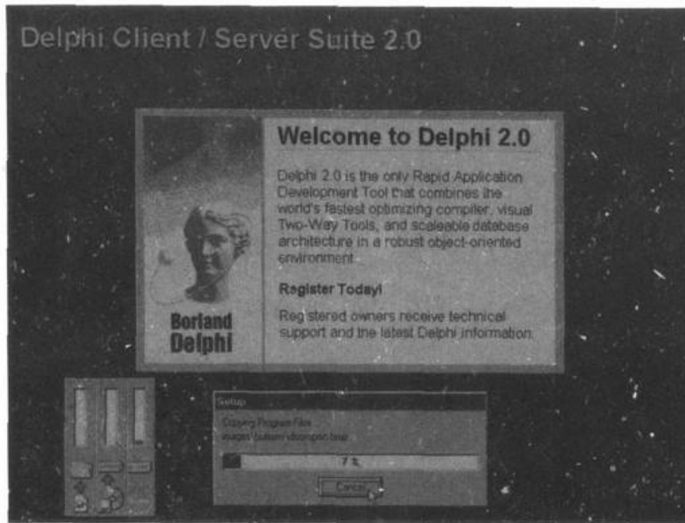 Delphi Client / Server Suite 2.0
Welcome to Delphi 2.0
Delphi 2.0 is the only Rapid Application
Development Tool that combines the
world's fastest optimizing compiler, visual
Two-Way Tools, and scaleable database
architecture in a robust object-oriented
environment.
Register Today!
Registered owners receive technical
support and the latest Delphi information.
Borland
Delphi
Setup
Copying Program Files
7 %
Cancel